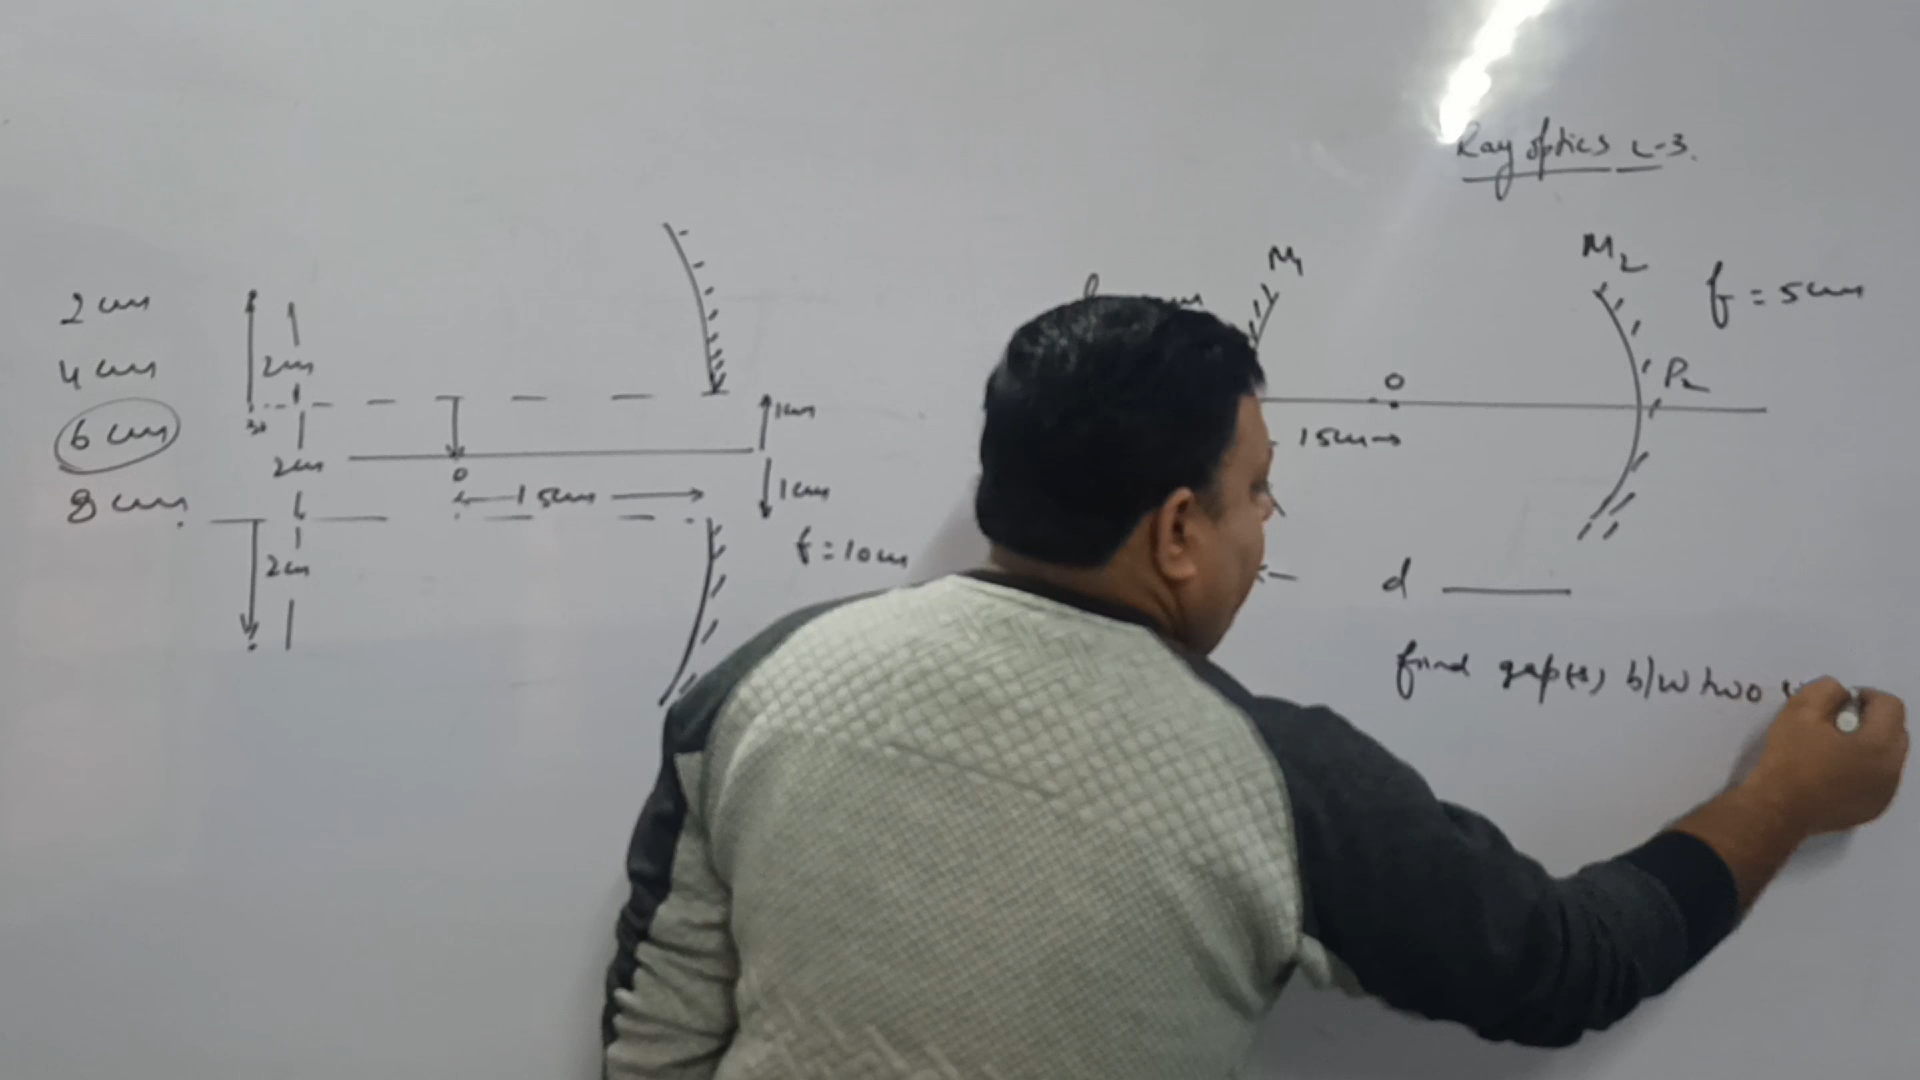 Ray optics L-3.
2 cm
4 cm
6 cm
8 cm
2cm
2cm
2cm
O
15cm
1cm
1cm
f = 10cm
M1
M2
f = 5cm
P2
O
15cm
d
find gap(s) b/w two